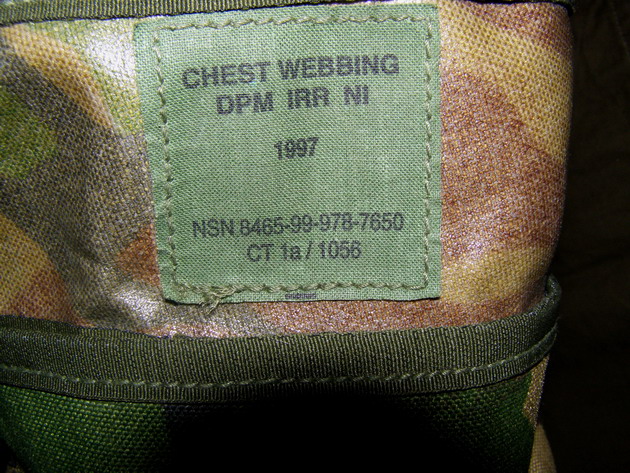 CHEST WEBBING
DPM IRR NI
1997
NSN 8465-99-978-7650
CT 1a / 1056